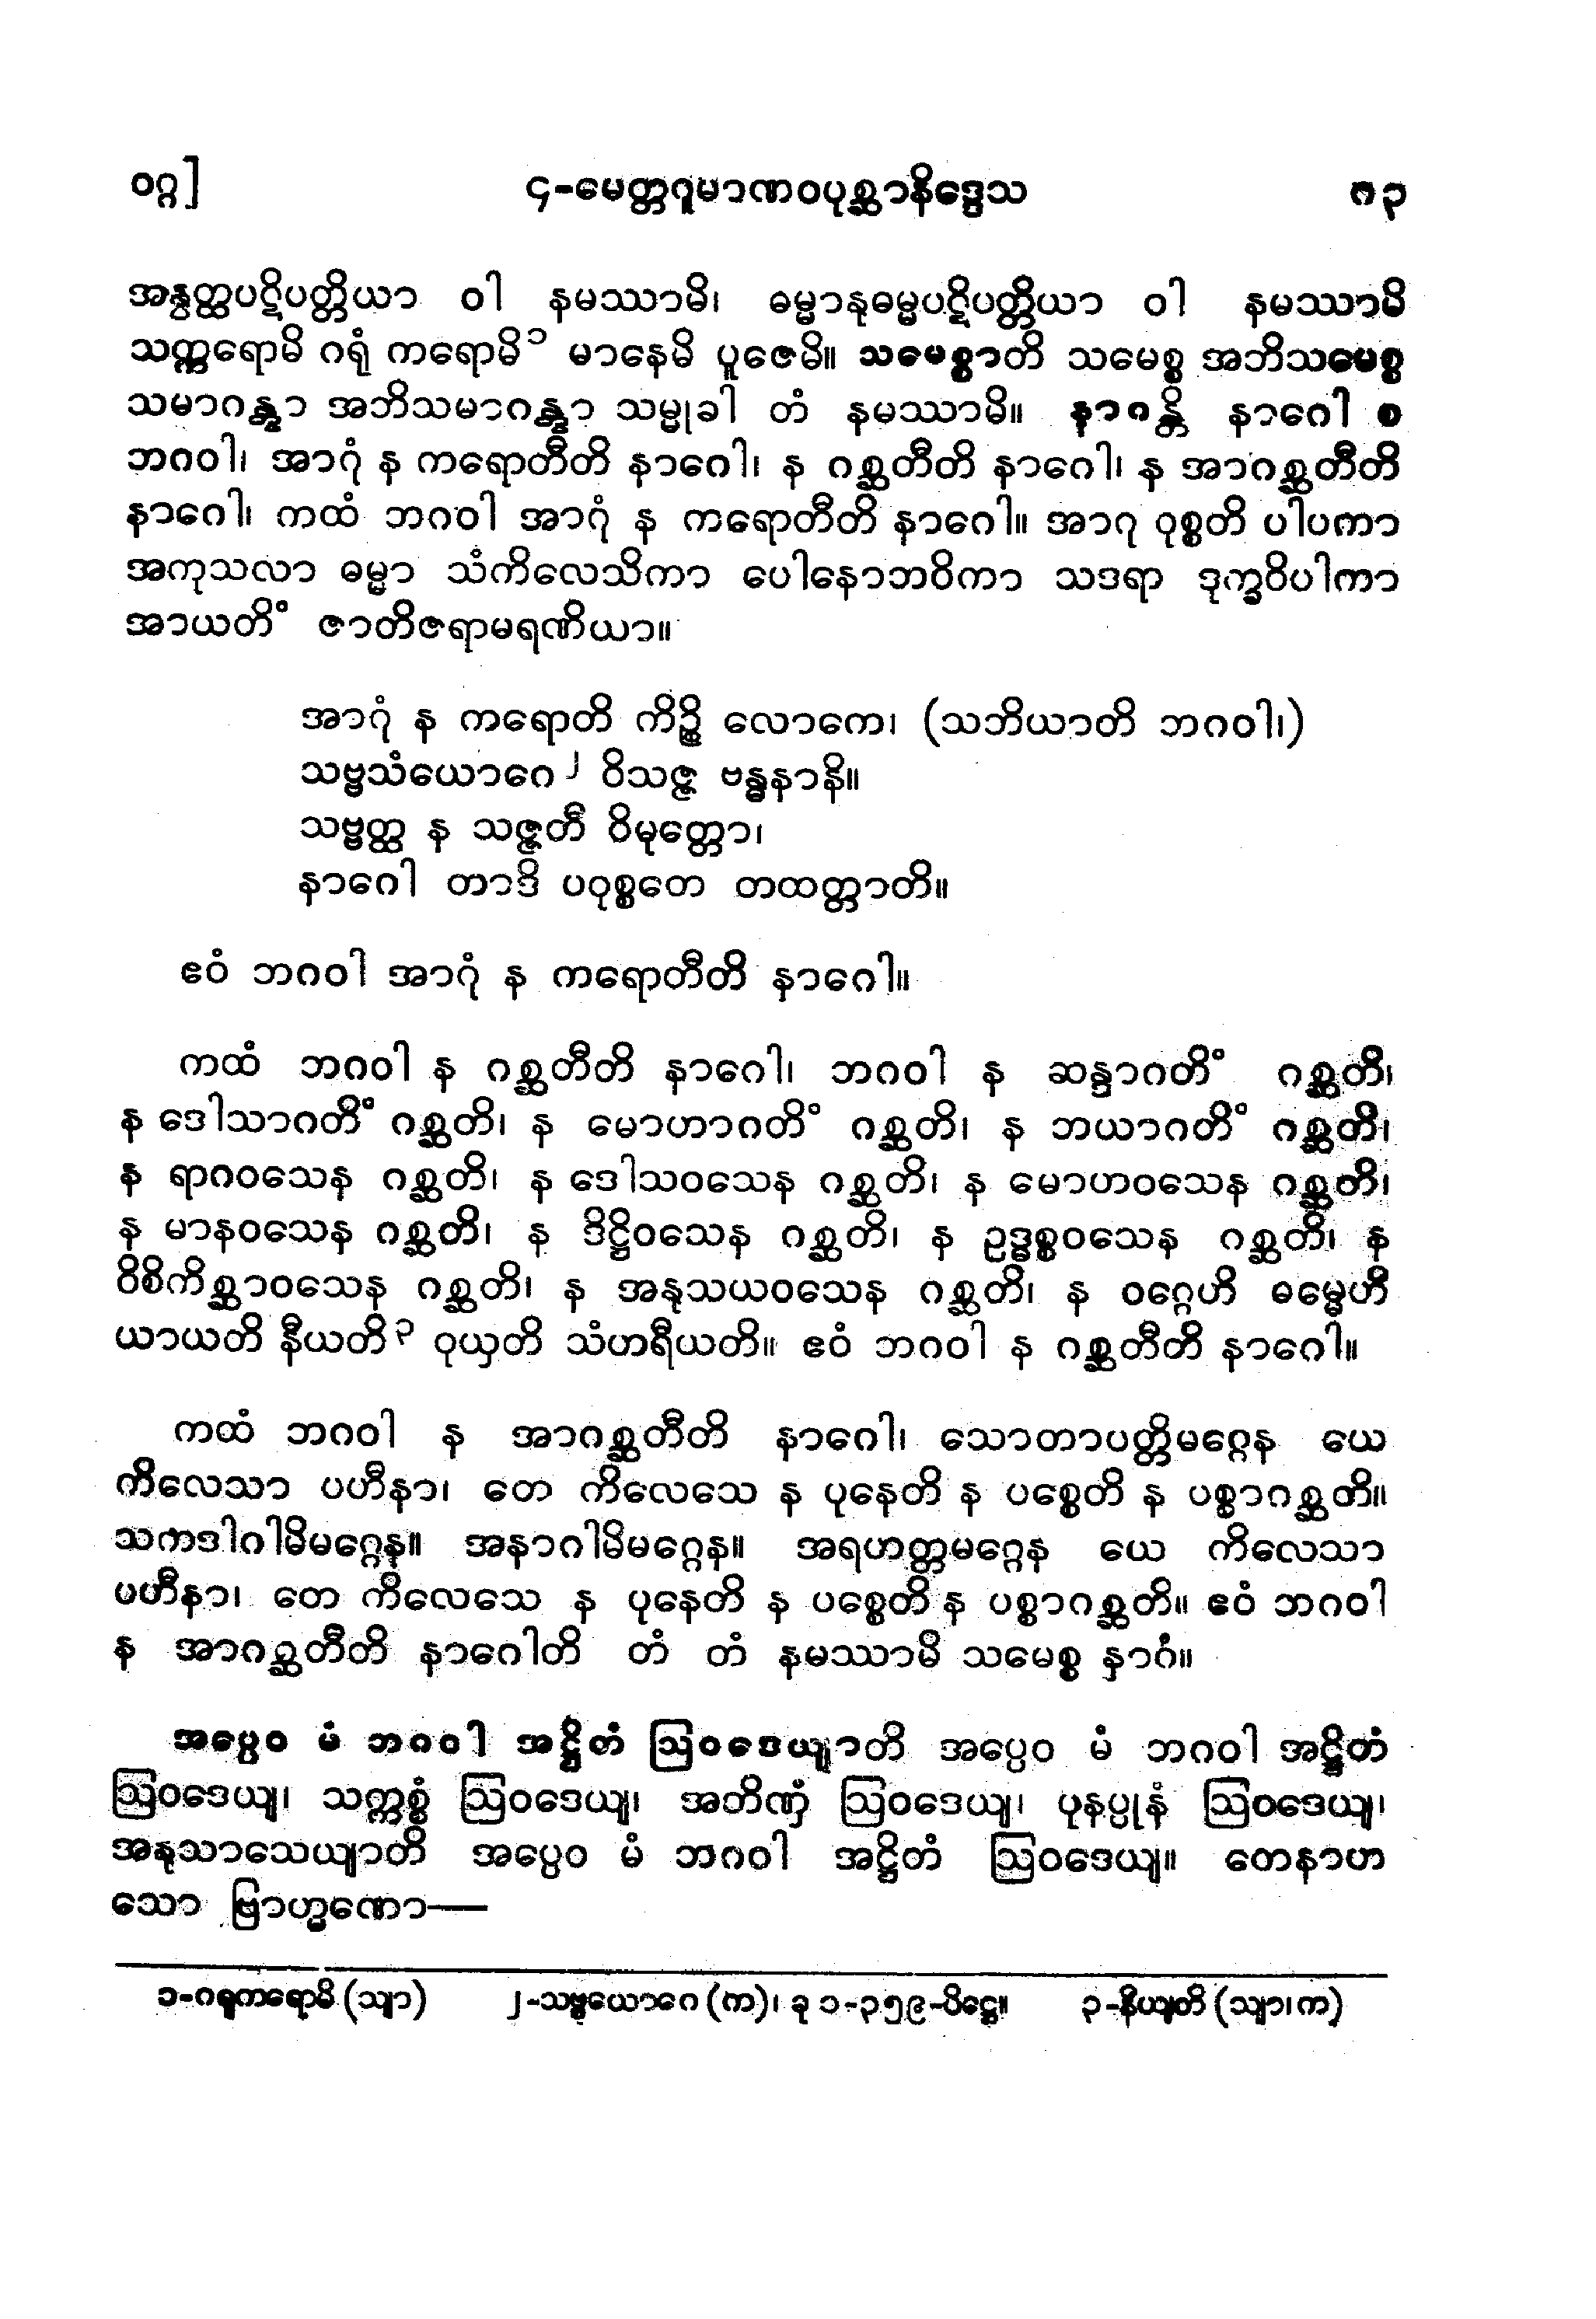 ဝဂ္ဂ] ၄-မေတ္တဂူမာဏဝပုစ္ဆာနိဒ္ဒေသ ၈၃
အနွတ္ထပဋိပတ္တိယာ ဝါ နမဿာမိ၊ ဓမ္မာနုဓမ္မပဋိပတ္တိယာ ဝါ နမဿာမိ
သက္ကရောမိ ဂရုံ ကရောမိ၁ မာနေမိ ပူဇေမိ။ သမေစ္စာတိ သမေစ္စ အဘိသမေစ္စ
သမာဂန္တွာ အဘိသမာဂန္တွာ သမ္မုခါ တံ နမဿာမိ။ နာဂန္တိ နာဂေါ စ
ဘဂဝါ၊ အာဂုံ န ကရောတီတိ နာဂေါ၊ န ဂစ္ဆတီတိ နာဂေါ၊ န အာဂစ္ဆတီတိ
နာဂေါ၊ ကထံ ဘဂဝါ အာဂုံ န ကရောတီတိ နာဂေါ။ အာဂု ဝုစ္စတိ ပါပကာ
အကုသလာ ဓမ္မာ သံကိလေသိကာ ပေါနောဘဝိကာ သဒရာ ဒုက္ခဝိပါကာ
အာယတိံ ဇာတိဇရာမရဏိယာ။
အာဂုံ န ကရောတိ ကိဉ္စိ လောကေ၊ (သဘိယာတိ ဘဂဝါ၊)
သဗ္ဗသံယောဂေ၂ ဝိသဇ္ဇ ဗန္ဓနာနိ။
သဗ္ဗတ္ထ န သဇ္ဇတီ ဝိမုတ္တော၊
နာဂေါ တာဒိ ပဝုစ္စတေ တထတ္တာတိ။
ဧဝံ ဘဂဝါ အာဂုံ န ကရောတီတိ နာဂေါ။
ကထံ ဘဂဝါ န ဂစ္ဆတီတိ နာဂေါ၊ ဘဂဝါ န ဆန္ဒာဂတိံ ဂစ္ဆတိ၊
န ဒေါသာဂတိံ ဂစ္ဆတိ၊ န မောဟာဂတိံ ဂစ္ဆတိ၊ န ဘယာဂတိံ ဂစ္ဆတိ၊
န ရာဂဝသေန ဂစ္ဆတိ၊ န ဒေါသဝသေန ဂစ္ဆတိ၊ န မောဟဝသေန ဂစ္ဆတိ၊
န မာနဝသေန ဂစ္ဆတိ၊ န ဒိဋ္ဌိဝသေန ဂစ္ဆတိ၊ န ဥဒ္ဓစ္စဝသေန ဂစ္ဆတိ၊ န
ဝိစိကိစ္ဆာဝသေန ဂစ္ဆတိ၊ န အနုသယဝသေန ဂစ္ဆတိ၊ န ဝဂ္ဂေဟိ ဓမ္မေဟိ
ယာယတိ နီယတိ၃ ဝုယှတိ သံဟရီယတိ။ ဧဝံ ဘဂဝါ န ဂစ္ဆတီတိ နာဂေါ။
ကထံ ဘဂဝါ န အာဂစ္ဆတီတိ နာဂေါ၊ သောတာပတ္တိမဂ္ဂေန ယေ
ကိလေသာ ပဟီနာ၊ တေ ကိလေသေ န ပုနေတိ န ပစ္စေတိ န ပစ္စာဂစ္ဆတိ။
သကဒါဂါမိမဂ္ဂေန။ အနာဂါမိမဂ္ဂေန။ အရဟတ္တမဂ္ဂေန ယေ ကိလေသာ
ပဟီနာ၊ တေ ကိလေသေ န ပုနေတိ န ပစ္စေတိ န ပစ္စာဂစ္ဆတိ။ ဧဝံ ဘဂဝါ
န အာဂစ္ဆတီတိ နာဂေါတိ တံ တံ နမဿာမိ သမေစ္စ နာဂံ။
အပ္ပေဝ မံ ဘဂဝါ အဋ္ဌိတံ ဩဝဒေယျာတိ အပ္ပေဝ မံ ဘဂဝါ အဋ္ဌိတံ
ဩဝဒေယျ၊ သက္ကစ္စံ ဩဝဒေယျ၊ အဘိဏှံ ဩဝဒေယျ၊ ပုနပ္ပုနံ ဩဝဒေယျ၊
အနုသာသေယျာတိ အပ္ပေဝ မံ ဘဂဝါ အဋ္ဌိတံ ဩဝဒေယျ။ တေနာဟ
သော ဗြာဟ္မဏော—
၁-ဂရုကရောမိ (သျာ) ၂-သဗ္ဗယောဂေ (က)၊ ခု ၁-၃၅၉-ပိဋ္ဌေ။ ၃-နိယျတိ (သျာ၊က)